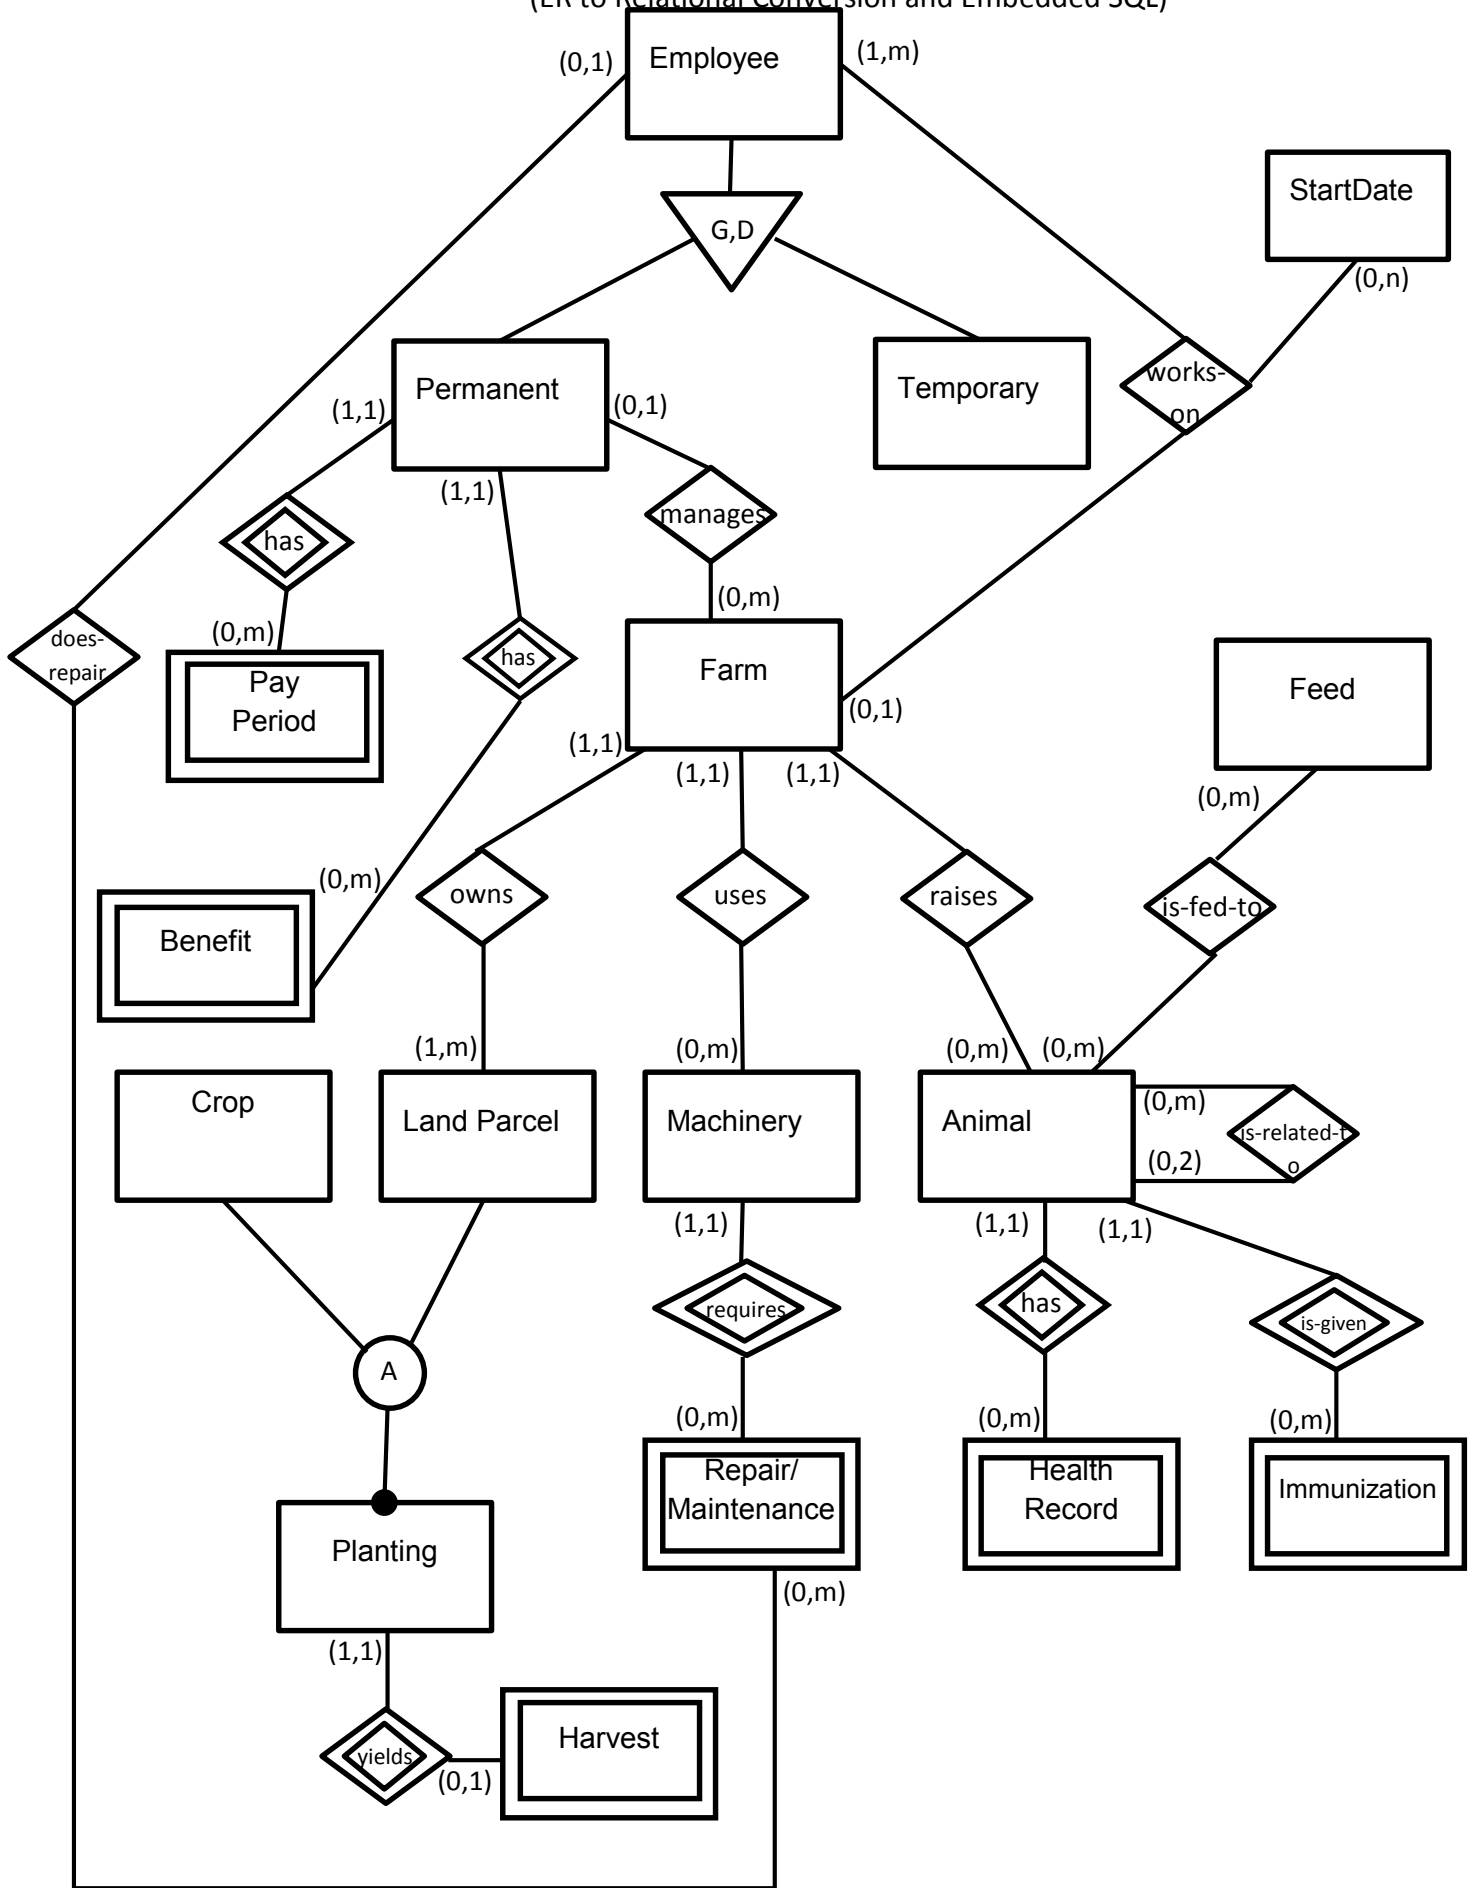 (ER to Relational Conversion and Embedded SQL)
(0,1)
Employee
(1,m)
StartDate
G,D
(0,n)
Permanent
Temporary
works-
on
(1,1)
(0,1)
(1,1)
manages
has
(0,m)
does-
repair
(0,m)
has
Pay
Period
Farm
Feed
(0,1)
(1,1)
(1,1)
(1,1)
(0,m)
(0,m)
owns
uses
raises
is-fed-to
Benefit
(1,m)
(0,m)
(0,m)
(0,m)
Crop
Land Parcel
Machinery
Animal
(0,m)
is-related-t
o
(0,2)
(1,1)
(1,1)
(1,1)
requires
has
is-given
A
(0,m)
(0,m)
(0,m)
Repair/
Maintenance
Health
Record
Immunization
Planting
(0,m)
(1,1)
yields
(0,1)
Harvest